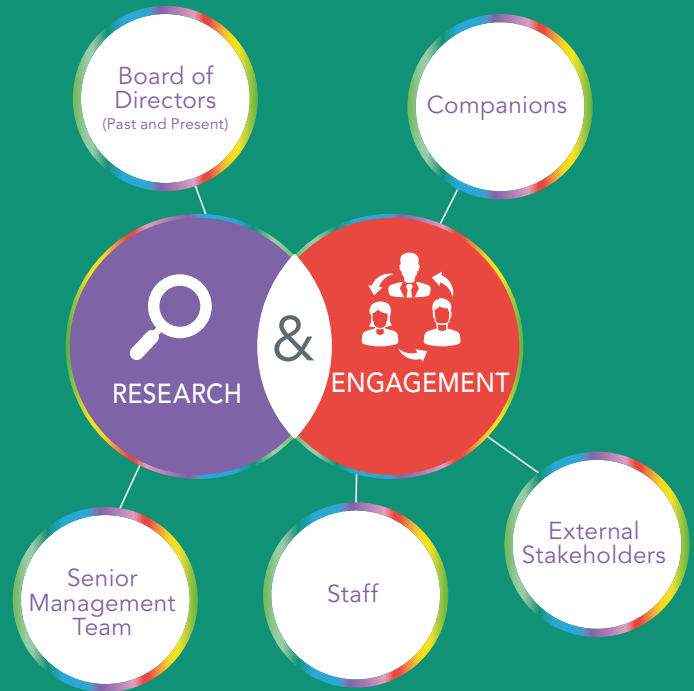 Board of
Directors
(Past and Present)
Companions
RESEARCH
&
ENGAGEMENT
Senior
Management
Team
Staff
External
Stakeholders